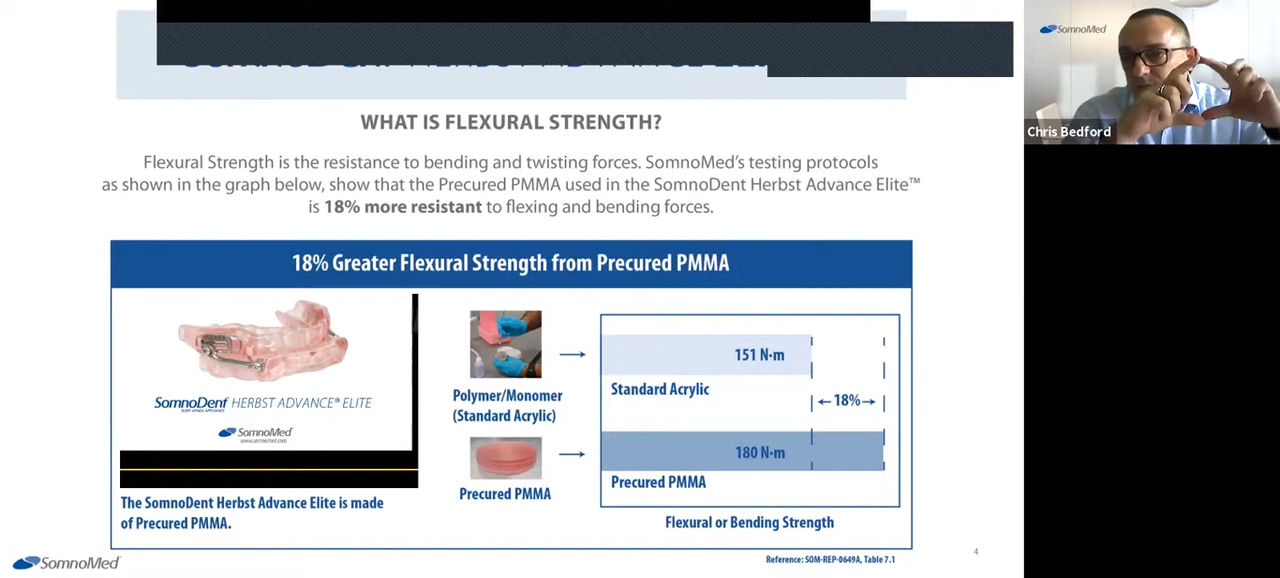 WHAT IS FLEXURAL STRENGTH?
Flexural Strength is the resistance to bending and twisting forces. SomnoMed's testing protocols
as shown in the graph below, show that the Precured PMMA used in the SomnoDent Herbst Advance Elite™
is 18% more resistant to flexing and bending forces.
18% Greater Flexural Strength from Precured PMMA
SomnoDent HERBST ADVANCE® ELITE
SomnoMed®
www.somnomed.com
The SomnoDent Herbst Advance Elite is made
of Precured PMMA.
Polymer/Monomer
(Standard Acrylic)
Precured PMMA
151 N·m
Standard Acrylic
18%
180 N·m
Precured PMMA
Flexural or Bending Strength
Reference: SOM-REP-0649A, Table 7.1
4
SomnoMed®
SomnoMed
Chris Bedford